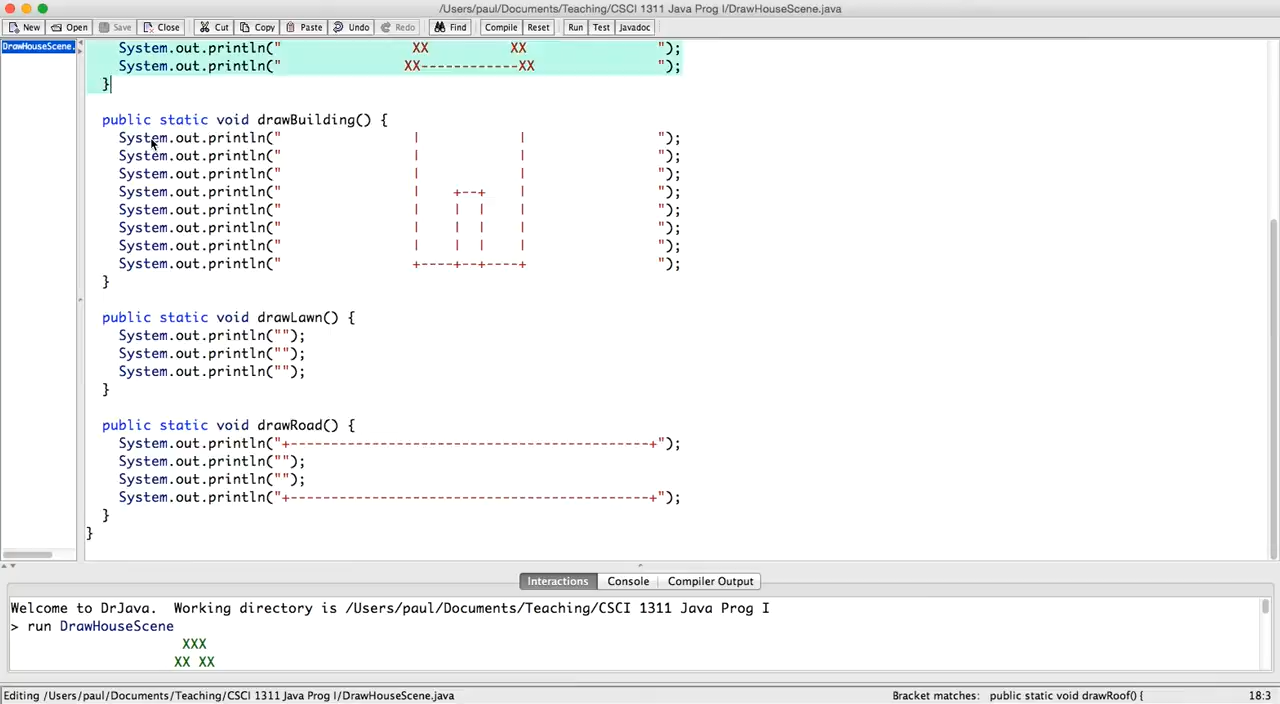 /Users/paul/Documents/Teaching/CSCI 1311 Java Prog I/DrawHouseScene.java
New Open Save Close Cut Copy Paste Undo Redo Find Compile Reset Run Test Javadoc
DrawHouseScene.
System.out.println("                XX          XX                ");
System.out.println("               XX------------XX               ");
}
public static void drawBuilding() {
System.out.println("                |            |                ");
System.out.println("                |            |                ");
System.out.println("                |            |                ");
System.out.println("                |    +--+    |                ");
System.out.println("                |    |  |    |                ");
System.out.println("                |    |  |    |                ");
System.out.println("                |    |  |    |                ");
System.out.println("                +----+--+----+                ");
}
public static void drawLawn() {
System.out.println("");
System.out.println("");
System.out.println("");
}
public static void drawRoad() {
System.out.println("+--------------------------------------------+");
System.out.println("");
System.out.println("");
System.out.println("+--------------------------------------------+");
}
}
Interactions Console Compiler Output
Welcome to DrJava.  Working directory is /Users/paul/Documents/Teaching/CSCI 1311 Java Prog I
> run DrawHouseScene
XXX
XX XX
Editing /Users/paul/Documents/Teaching/CSCI 1311 Java Prog I/DrawHouseScene.java Bracket matches: public static void drawRoof() { 18:3